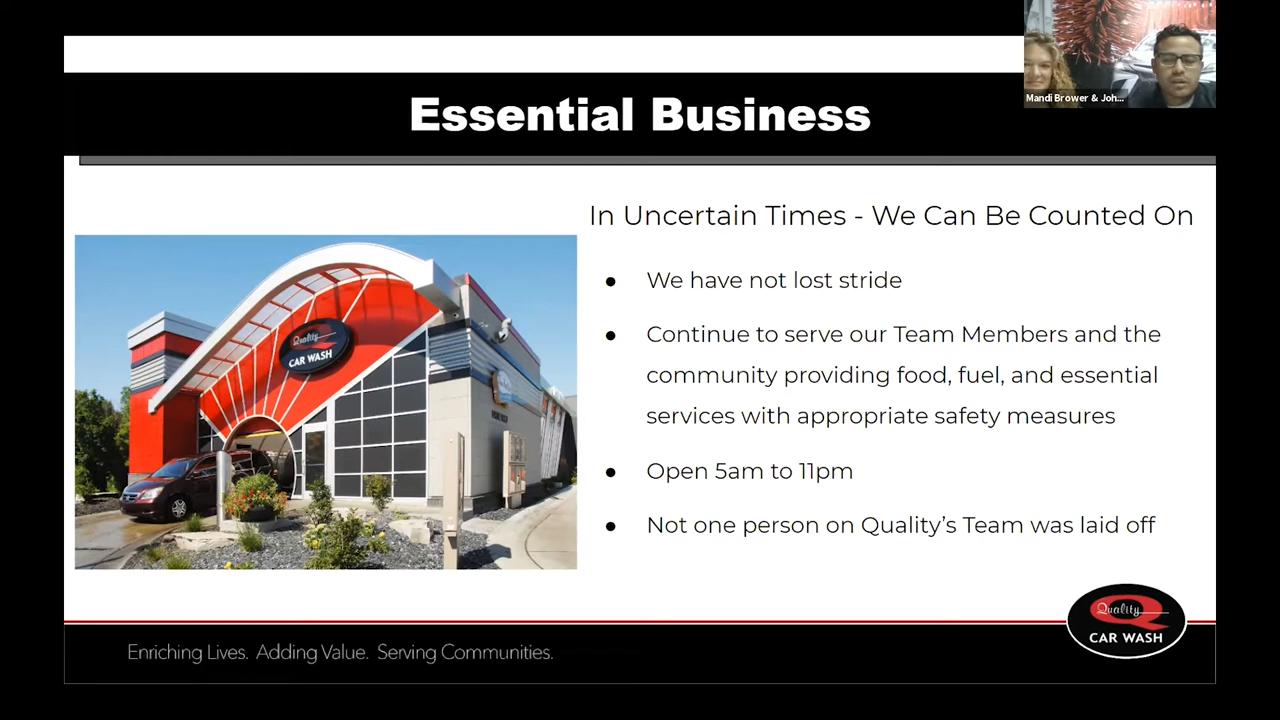 Mandi Brower & Joh...
Essential Business
In Uncertain Times - We Can Be Counted On
● We have not lost stride
● Continue to serve our Team Members and the
community providing food, fuel, and essential
services with appropriate safety measures
● Open 5am to 11pm
● Not one person on Quality’s Team was laid off
Quality
CAR WASH
Quality
CAR WASH
Enriching Lives. Adding Value. Serving Communities.